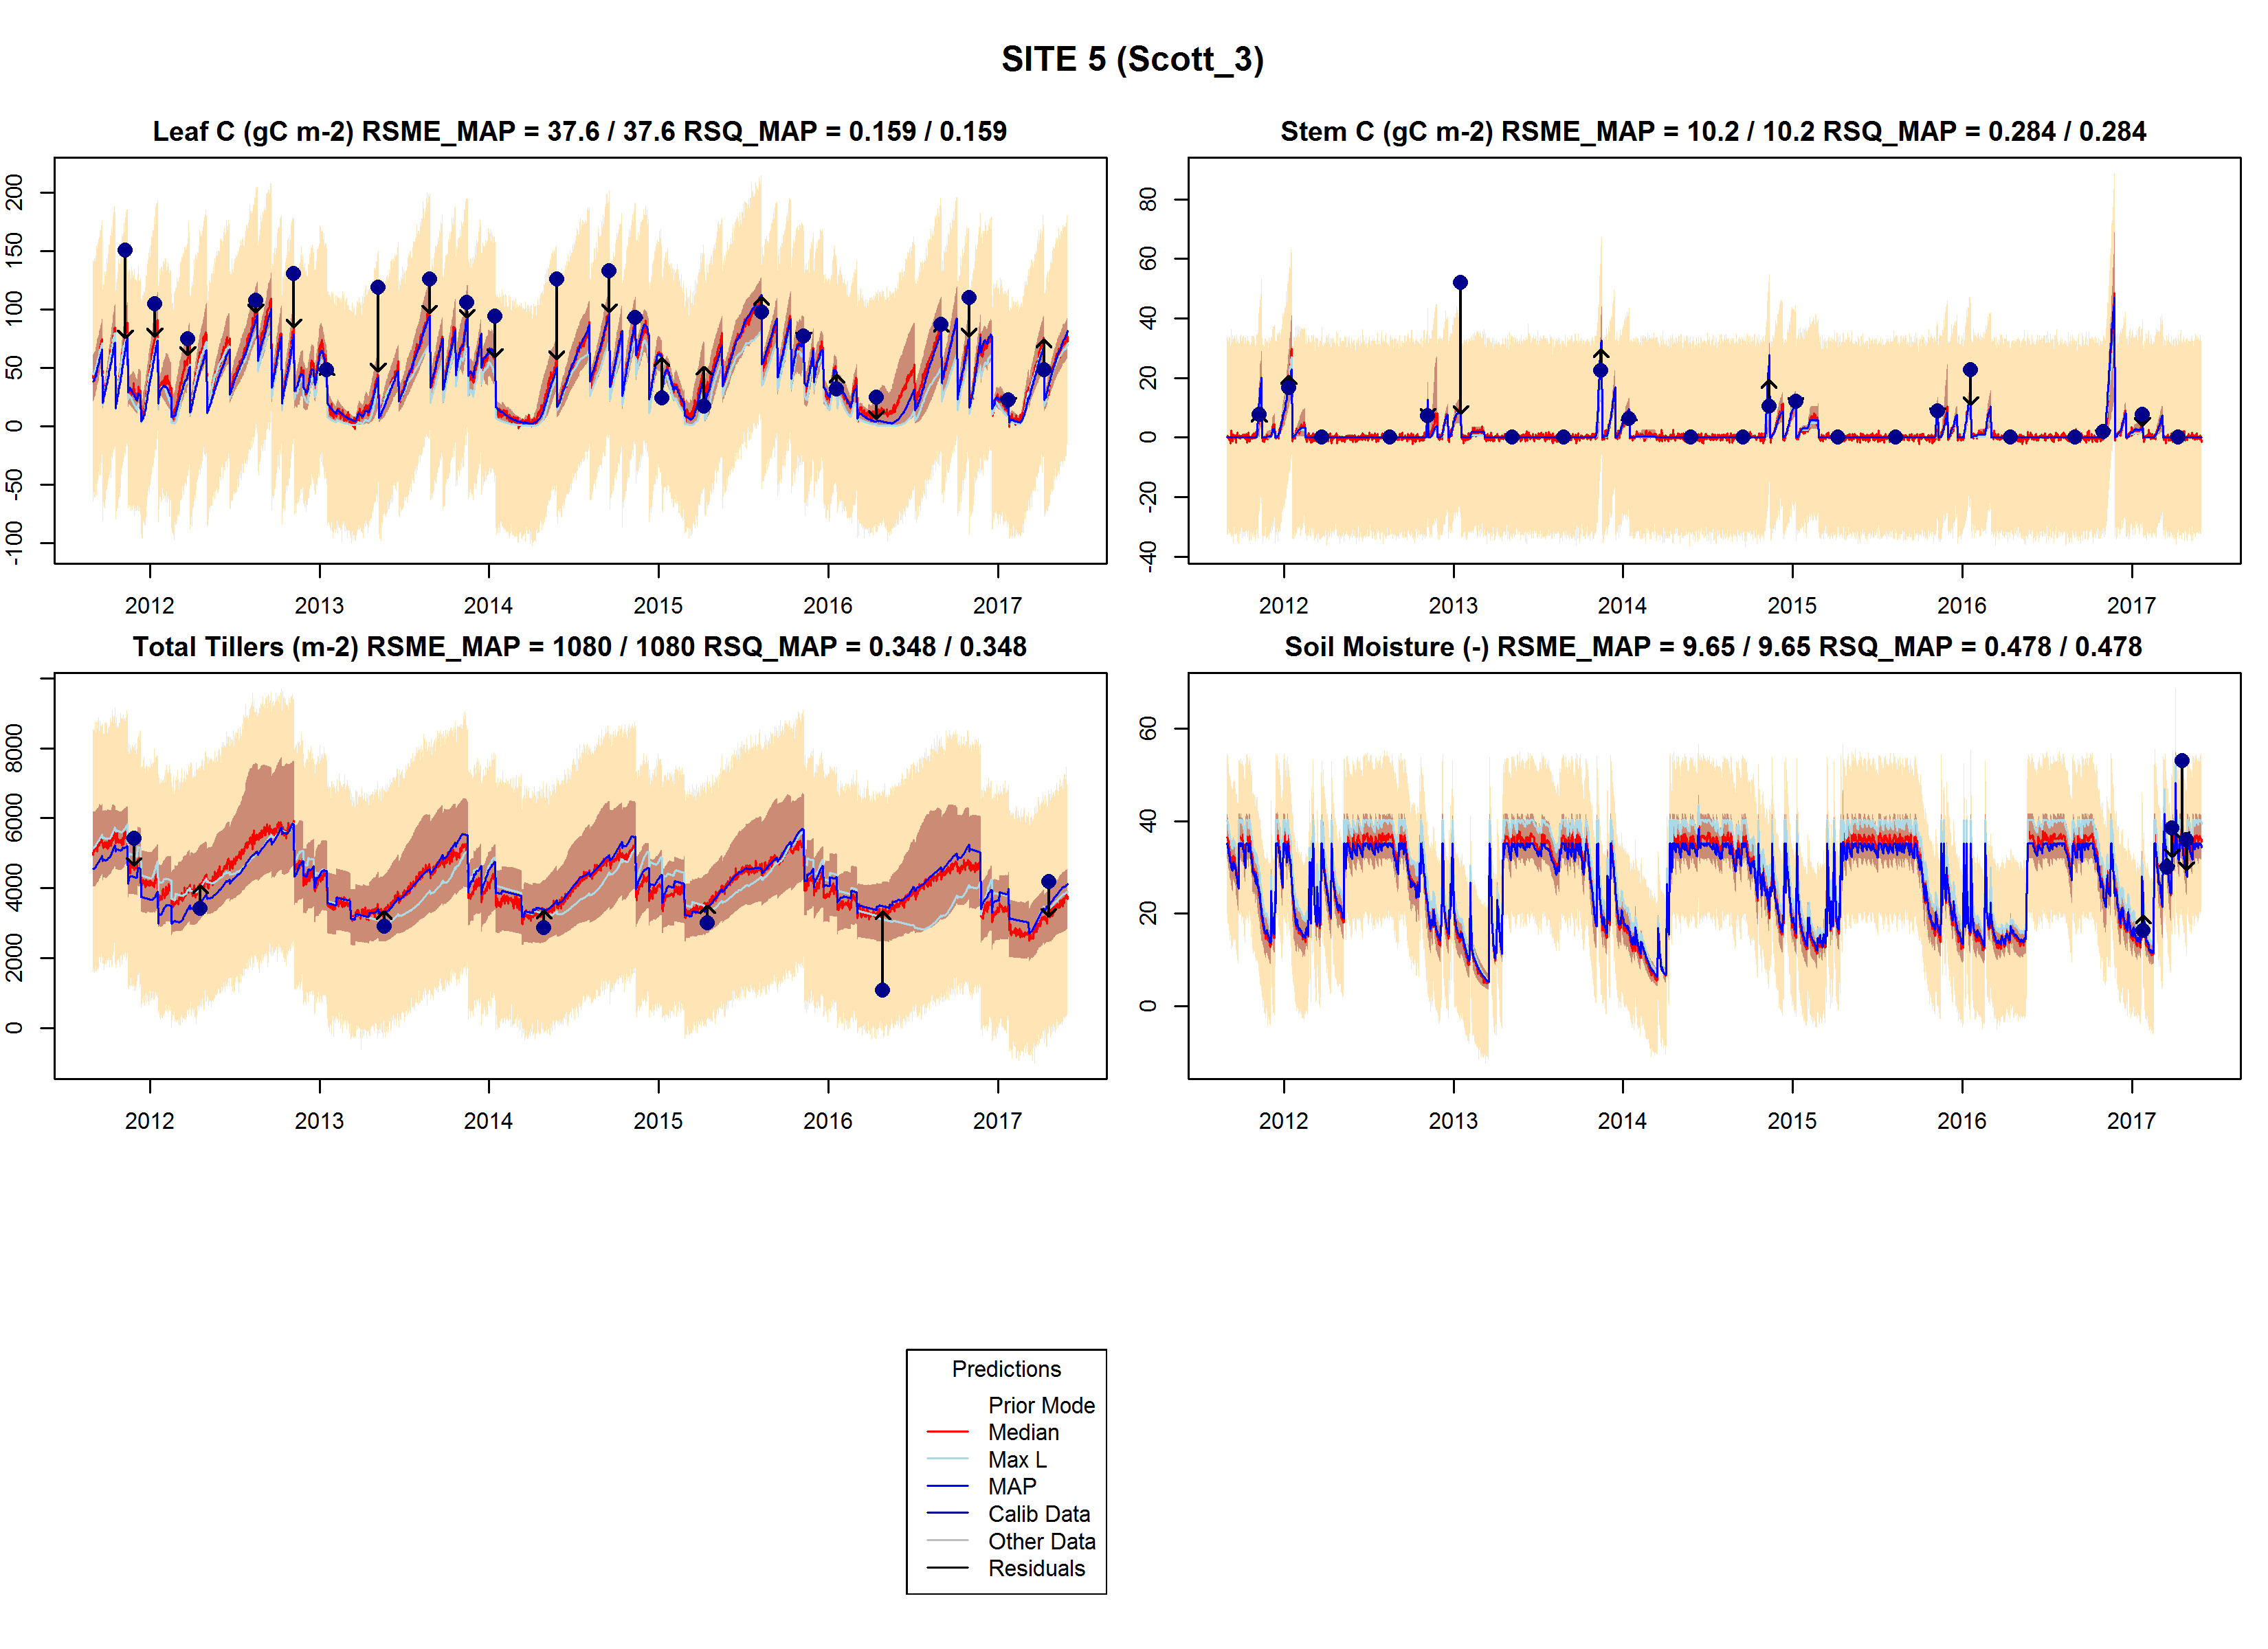 SITE 5 (Scott_3)
Leaf C (gC m-2) RSME_MAP = 37.6 / 37.6 RSQ_MAP = 0.159 / 0.159
200
150
100
50
0
-50
-100
2012 2013 2014 2015 2016 2017
Stem C (gC m-2) RSME_MAP = 10.2 / 10.2 RSQ_MAP = 0.284 / 0.284
80
60
40
20
0
-20
-40
2012 2013 2014 2015 2016 2017
Total Tillers (m-2) RSME_MAP = 1080 / 1080 RSQ_MAP = 0.348 / 0.348
8000
6000
4000
2000
0
2012 2013 2014 2015 2016 2017
Soil Moisture (-) RSME_MAP = 9.65 / 9.65 RSQ_MAP = 0.478 / 0.478
60
40
20
0
2012 2013 2014 2015 2016 2017
Predictions
Prior Mode
Median
Max L
MAP
Calib Data
Other Data
Residuals